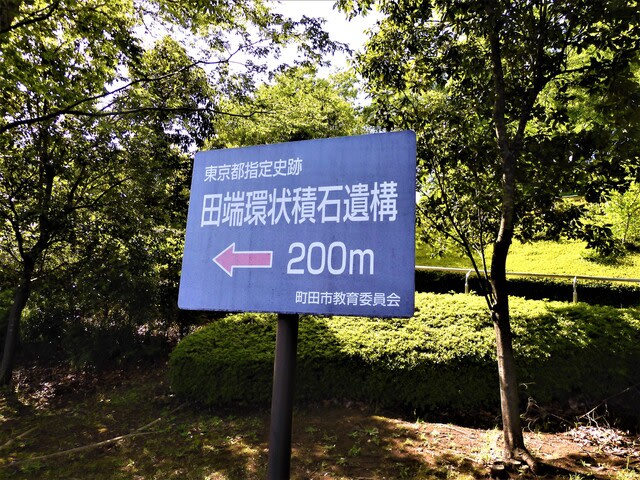 東京都指定史跡
田端環状積石遺構
200m
町田市教育委員会